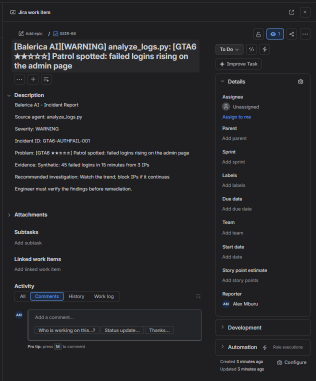 Jira work item
Add epic / SCRUM-66
[Balerica AI][WARNING] analyze_logs.py: [GTA6
★★★★★] Patrol spotted: failed logins rising on
the admin page
Description
Balerica AI - Incident Report
Source agent: analyze_logs.py
Severity: WARNING
Incident ID: GTA6-AUTHFAIL-001
Problem: [GTA6 ★★★★★] Patrol spotted: failed logins rising on the admin page
Evidence: Synthetic: 45 failed logins in 15 minutes from 3 IPs
Recommended investigation: Watch the trend; block IPs if it continues
Engineer must verify the findings before remediation.
Attachments
Subtasks
Add subtask
Linked work items
Add linked work item
Activity
All
Comments
History
Work log
Add a comment...
Who is working on this...?
Status update...
Thanks...
Pro tip: press M to comment
1
To Do
Improve Task
Details
Assignee
Unassigned
Assign to me
Parent
Add parent
Sprint
Add sprint
Labels
Add labels
Due date
Add due date
Team
Add team
Start date
Add date
Story point estimate
Add story points
Reporter
AM Alex Mburu
Development
Automation
Rule executions
Created 3 minutes ago
Updated 3 minutes ago
Configure